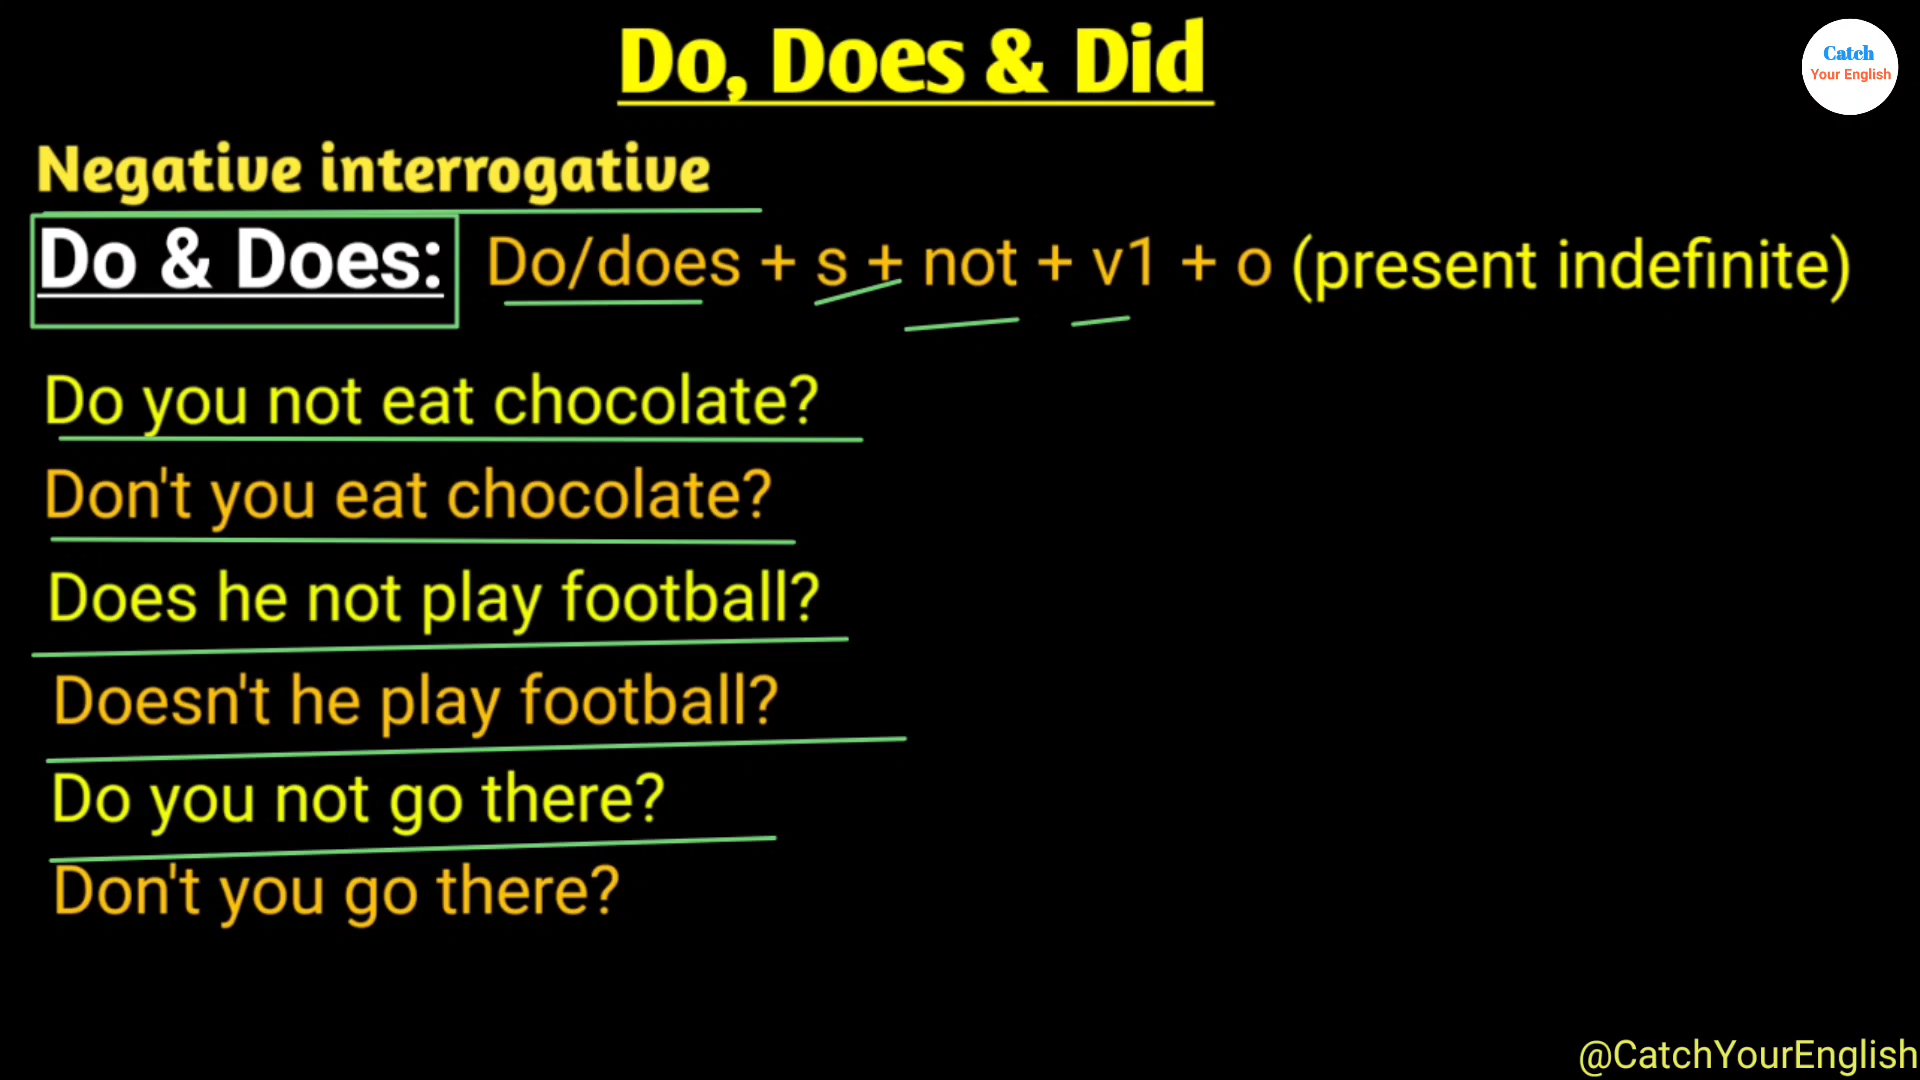 Do, Does & Did
Catch
Your English
Negative interrogative
Do & Does: Do/does + s + not + v1 + o (present indefinite)
Do you not eat chocolate?
Don't you eat chocolate?
Does he not play football?
Doesn't he play football?
Do you not go there?
Don't you go there?
@CatchYourEnglish